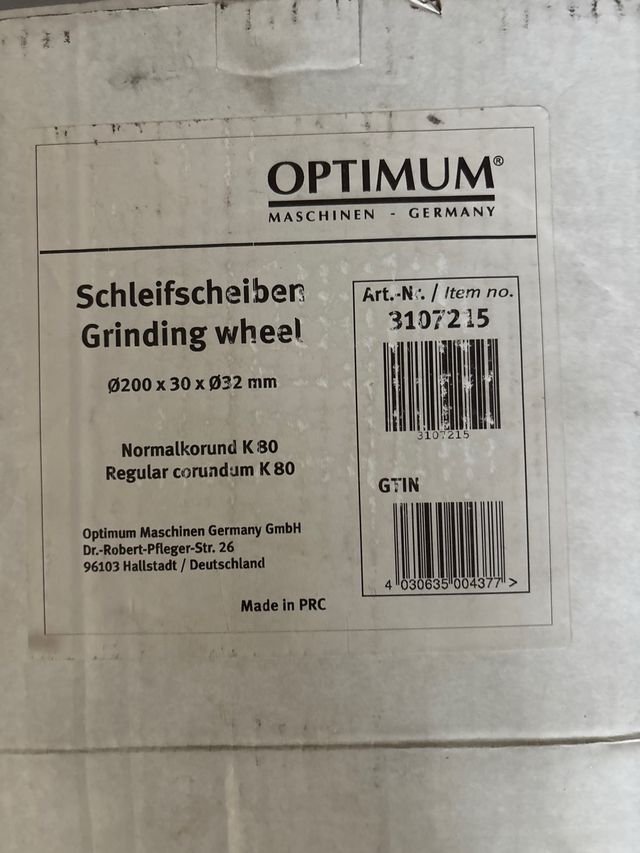 OPTIMUM®
MASCHINEN - GERMANY
Schleifscheiben
Grinding wheel
Ø200 x 30 x Ø32 mm
Normalkorund K 80
Regular corundum K 80
Optimum Maschinen Germany GmbH
Dr.-Robert-Pfleger-Str. 26
96103 Hallstadt / Deutschland
Made in PRC
Art.-Nr. / Item no.
3107215
3107215
GTIN
4 030635 004377 >